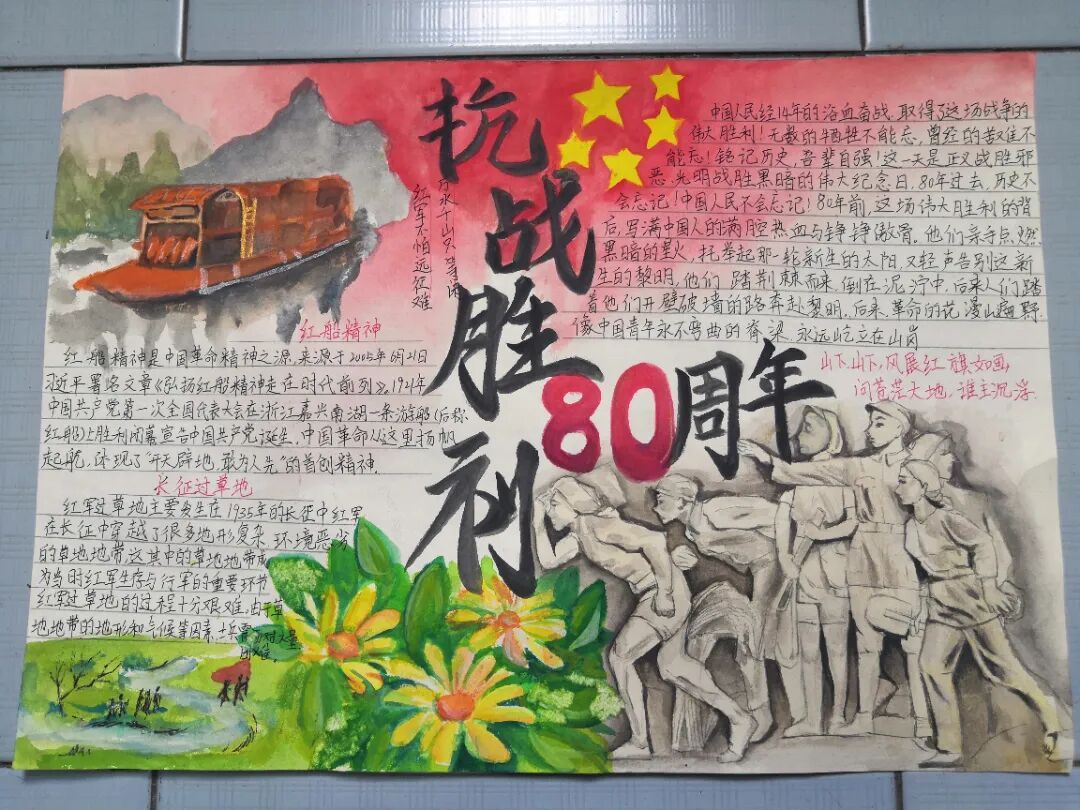 抗战胜利
80周年
红军不怕远征难
万水千山只等闲
红船精神
红船精神是中国革命精神之源,来源于2005年6月21日
习近平署名文章《弘扬红船精神走在时代前列》。1921年
中国共产党第一次全国代表大会在浙江嘉兴南湖一条游船(后称
红船)上胜利闭幕宣告中国共产党诞生,中国革命从这里扬帆
起航,体现了“开天辟地、敢为人先”的首创精神.
长征过草地
红军过草地主要发生在1935年的长征中红军
在长征中穿越了很多地形复杂、环境恶劣
的草地地带这其中的草地地带成
为当时红军生存与行军的重要环节
红军过草地的过程十分艰难,由于草
地地带的地形和气候等因素,士兵需
面对大量
困难.
中国人民经14年的浴血奋战,取得了这场战争的
伟大胜利!无数的牺牲不能忘,曾经的苦难不
能忘!铭记历史,吾辈自强!这一天是正义战胜邪
恶,光明战胜黑暗的伟大纪念日,80年过去,历史不
会忘记!中国人民不会忘记!80年前,这场伟大胜利的背
后,写满中国人的满腔热血与铮铮傲骨。他们亲手点燃
黑暗的星火,托举起那一轮新生的太阳,又轻声告别这新
生的黎明,他们踏荆棘而来,倒在泥泞中,后来人们踏
着他们开壁破墙的路奔赴黎明,后来,革命的花漫山遍野.
像中国青年永不弯曲的脊梁,永远屹立在山岗
山下山下,风展红旗如画,
问苍茫大地,谁主沉浮.